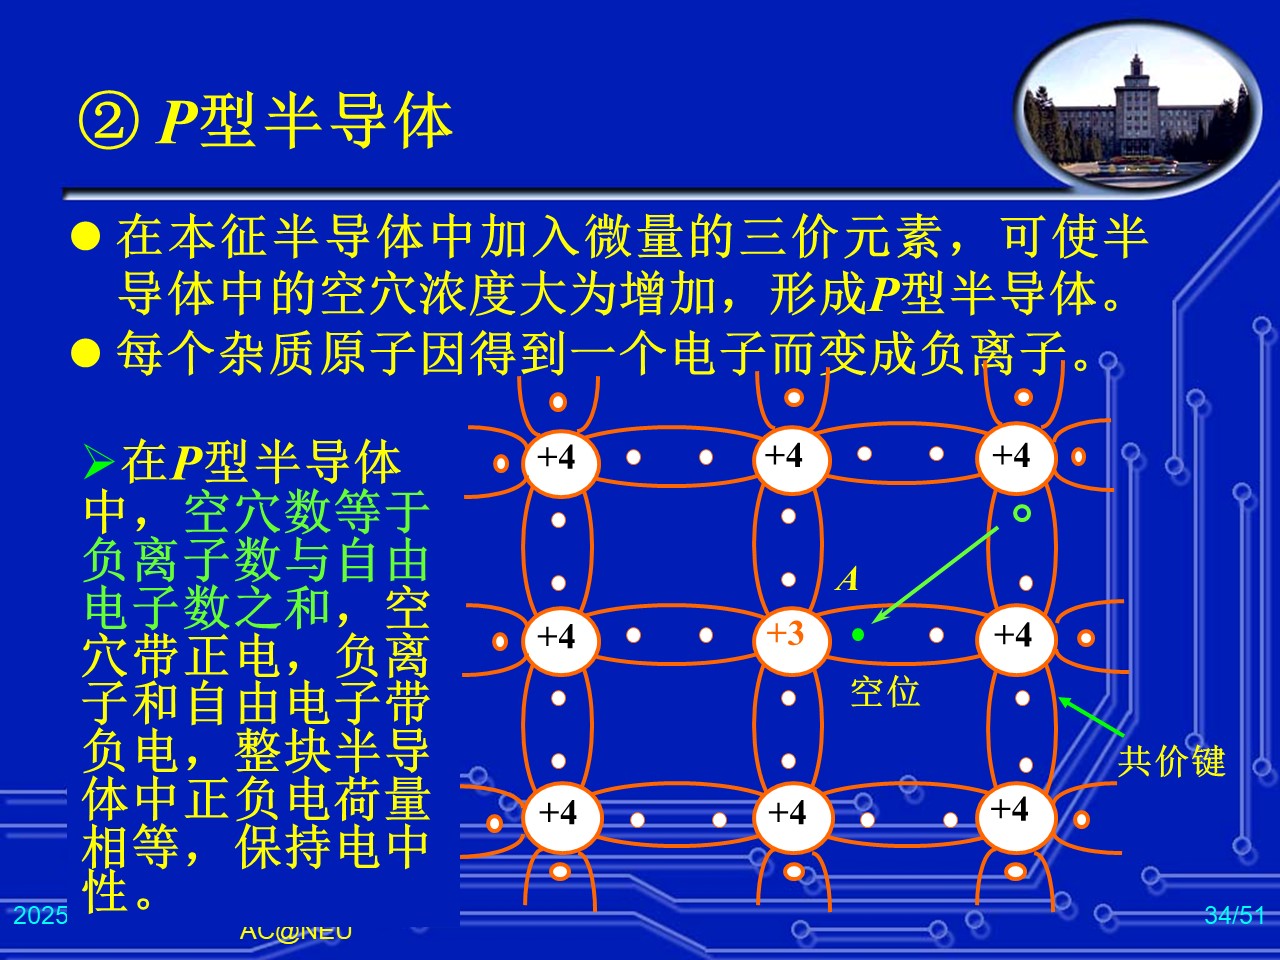 ② P型半导体
在本征半导体中加入微量的三价元素，可使半
导体中的空穴浓度大为增加，形成P型半导体。
每个杂质原子因得到一个电子而变成负离子。
在P型半导体
中，空穴数等于
负离子数与自由
电子数之和，空
穴带正电，负离
子和自由电子带
负电，整块半导
体中正负电荷量
相等，保持电中
性。
+4 +4 +4
A
+4 +3 +4
空位
共价键
+4 +4 +4
2025
AC@NEU
34/51